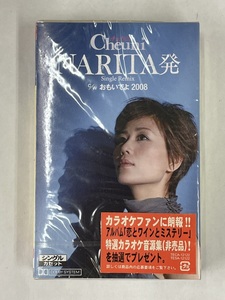 Cheuni
NARITA発
Single Remix
c/w おもいでよ 2008
カラオケファンに朗報!!
アルバム「恋とワインとミステリー」
特選カラオケ音源集(非売品)!
を抽選でプレゼント。
シングル
カセット